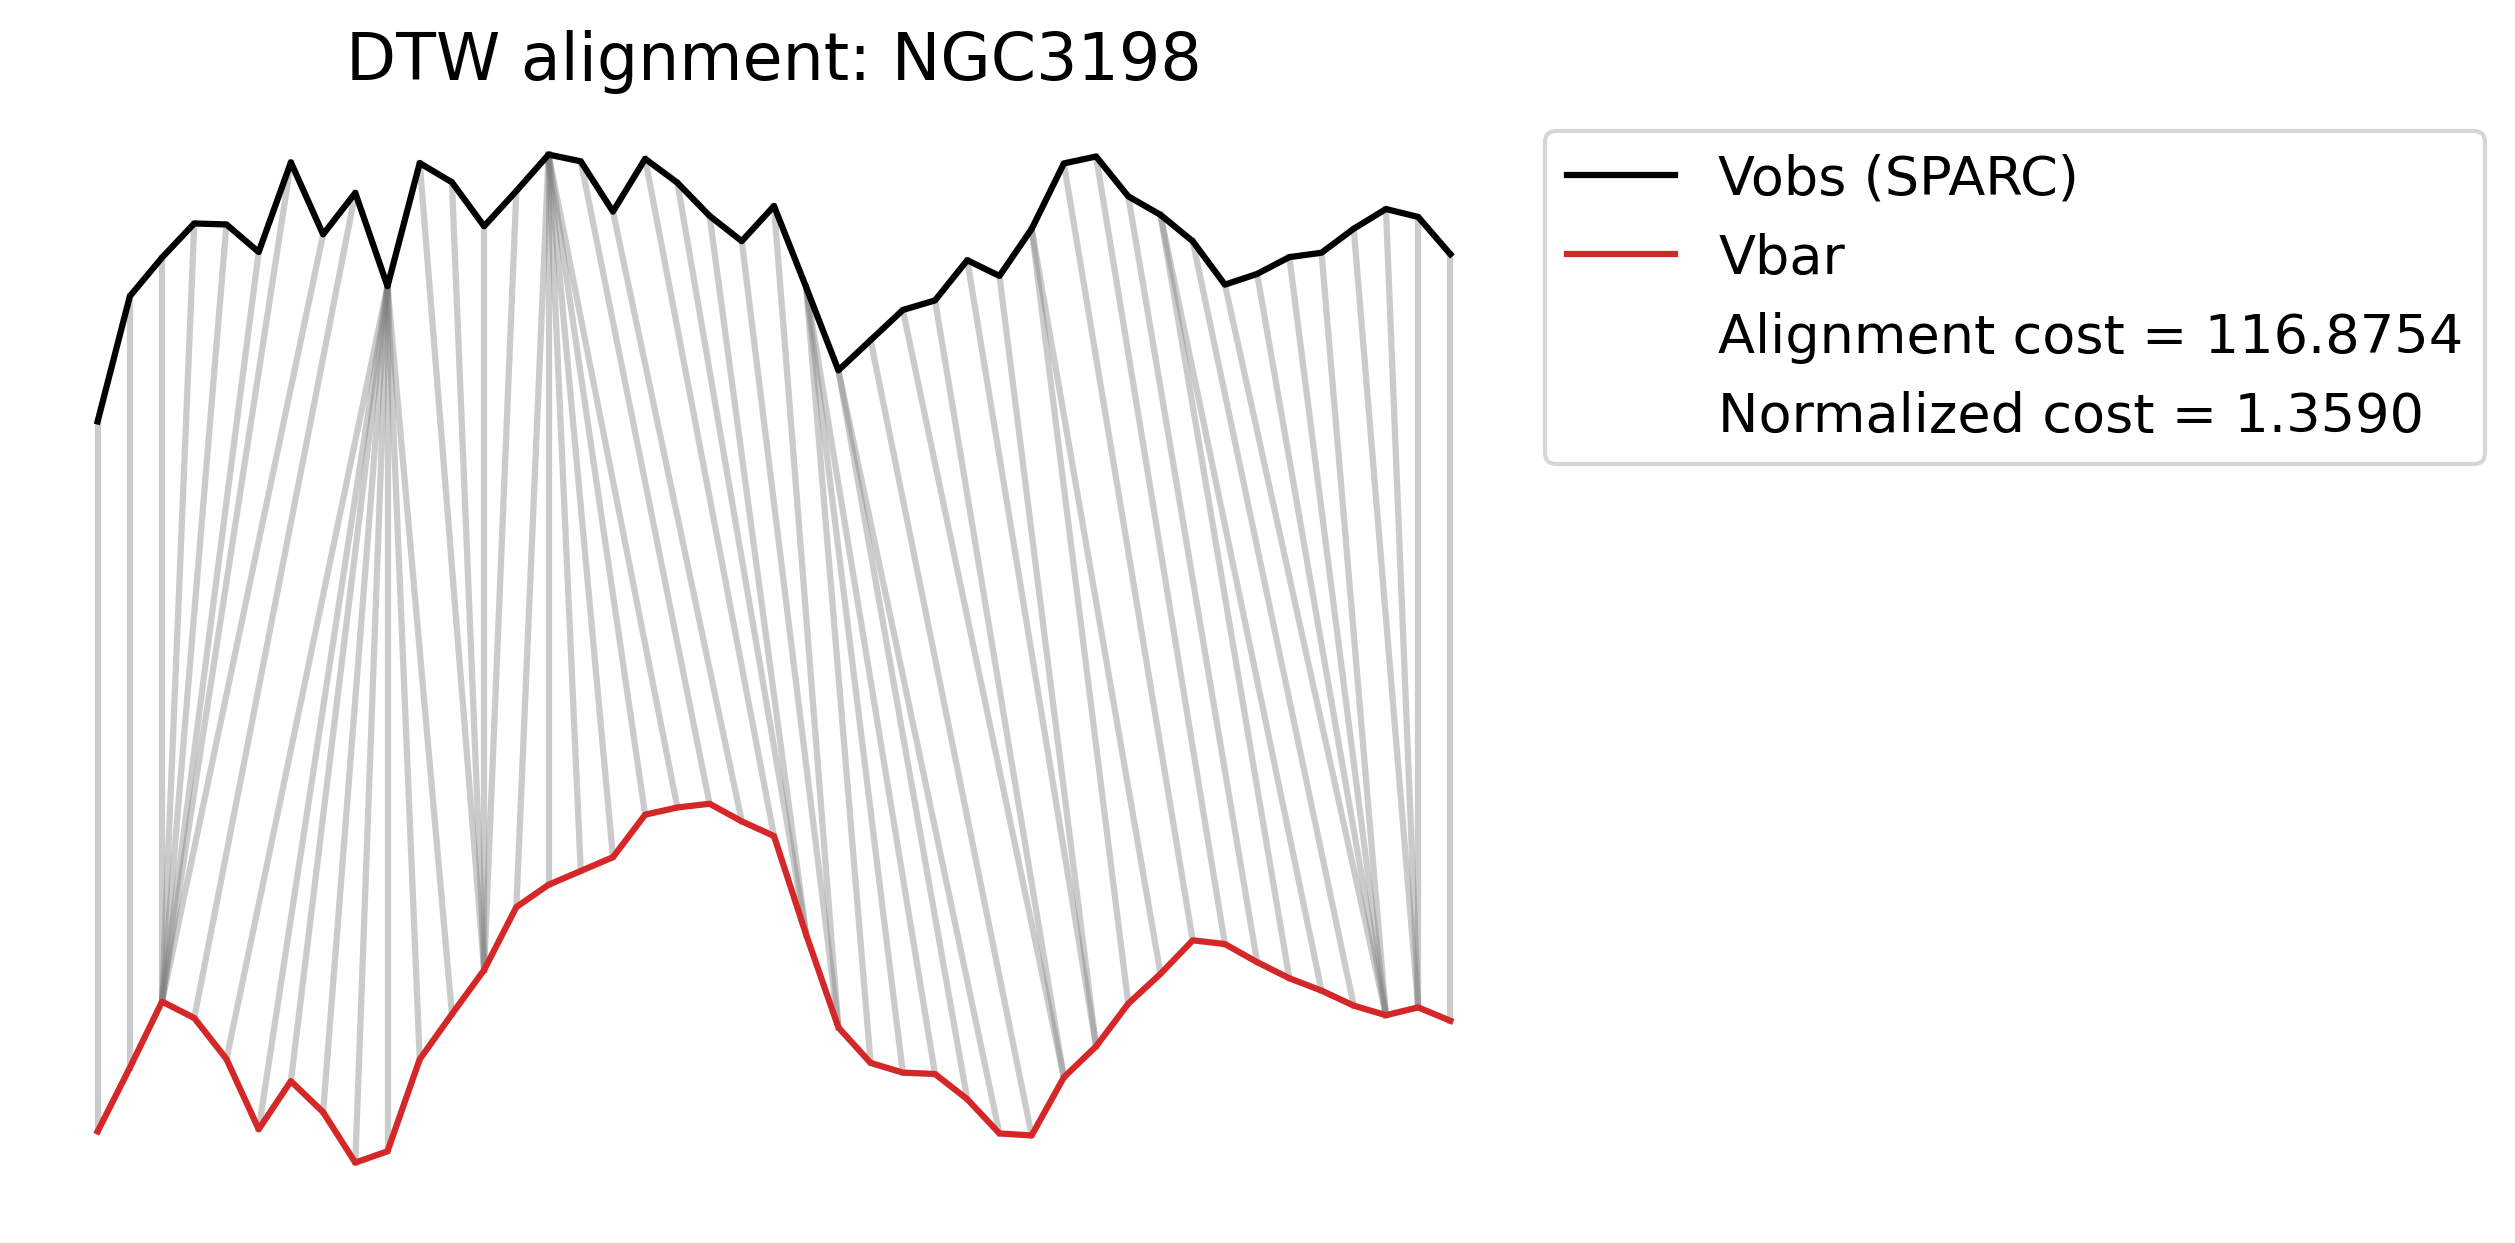 DTW alignment: NGC3198
Vobs (SPARC)
Vbar
Alignment cost = 116.8754
Normalized cost = 1.3590